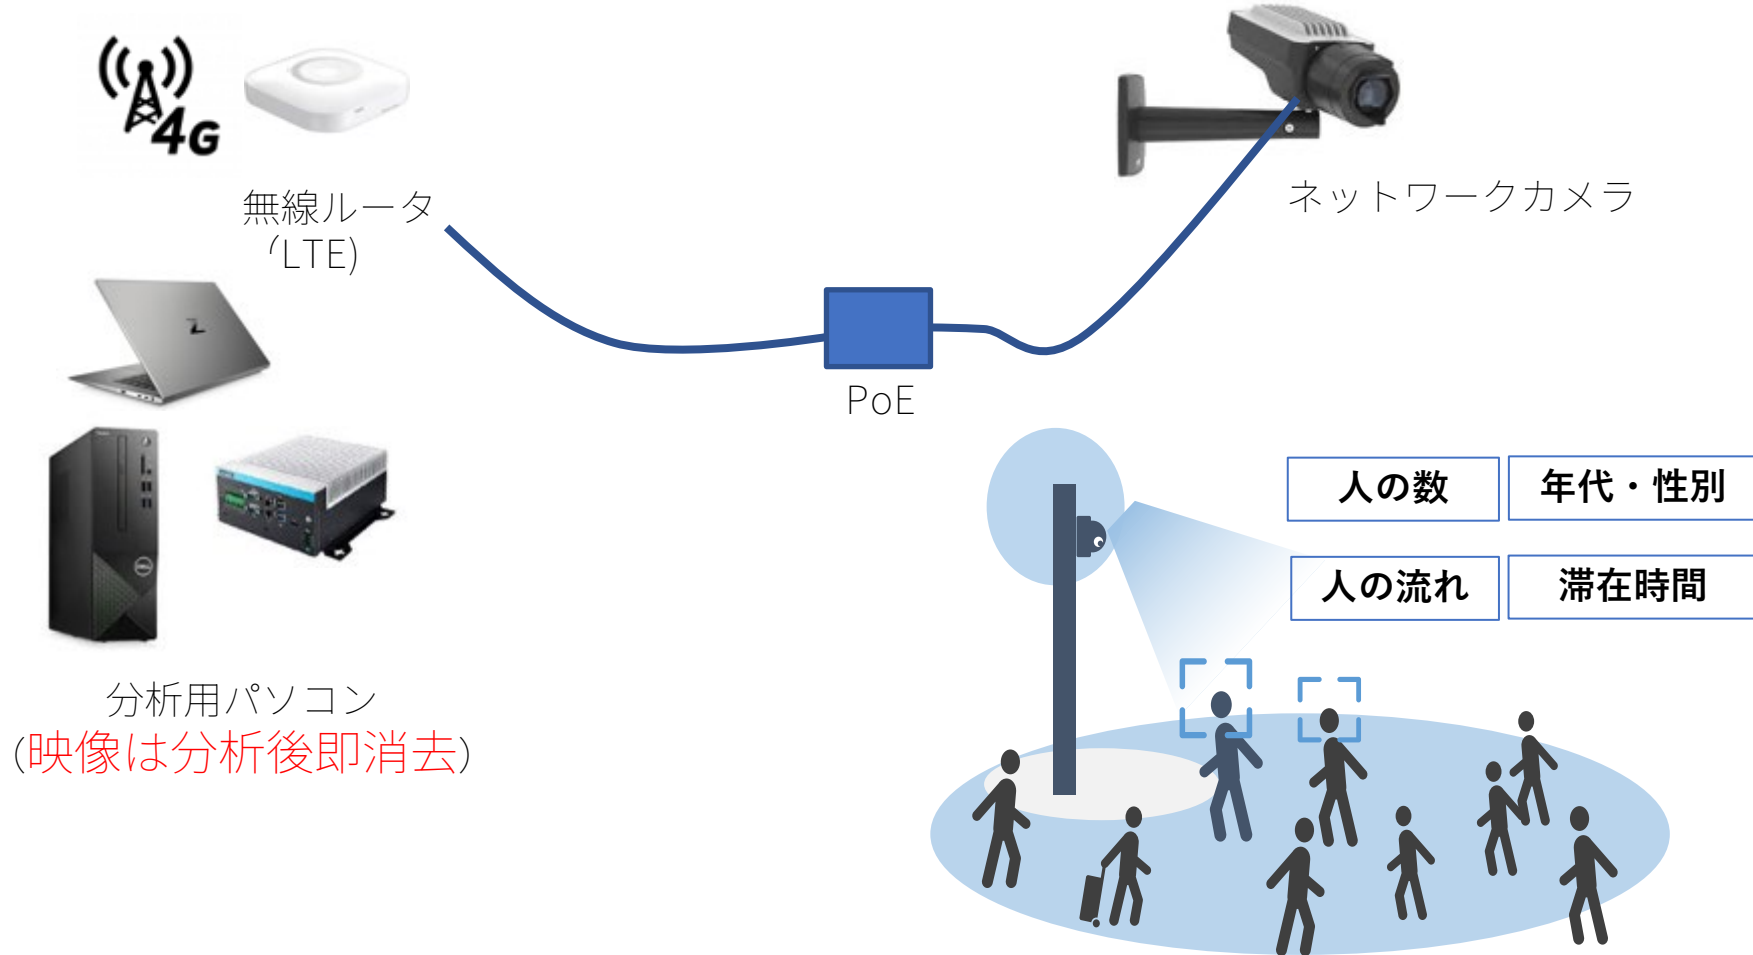 4G
無線ルータ
（LTE)
ネットワークカメラ
PoE
人の数
年代・性別
人の流れ
滞在時間
DELL
分析用パソコン
(映像は分析後即消去)